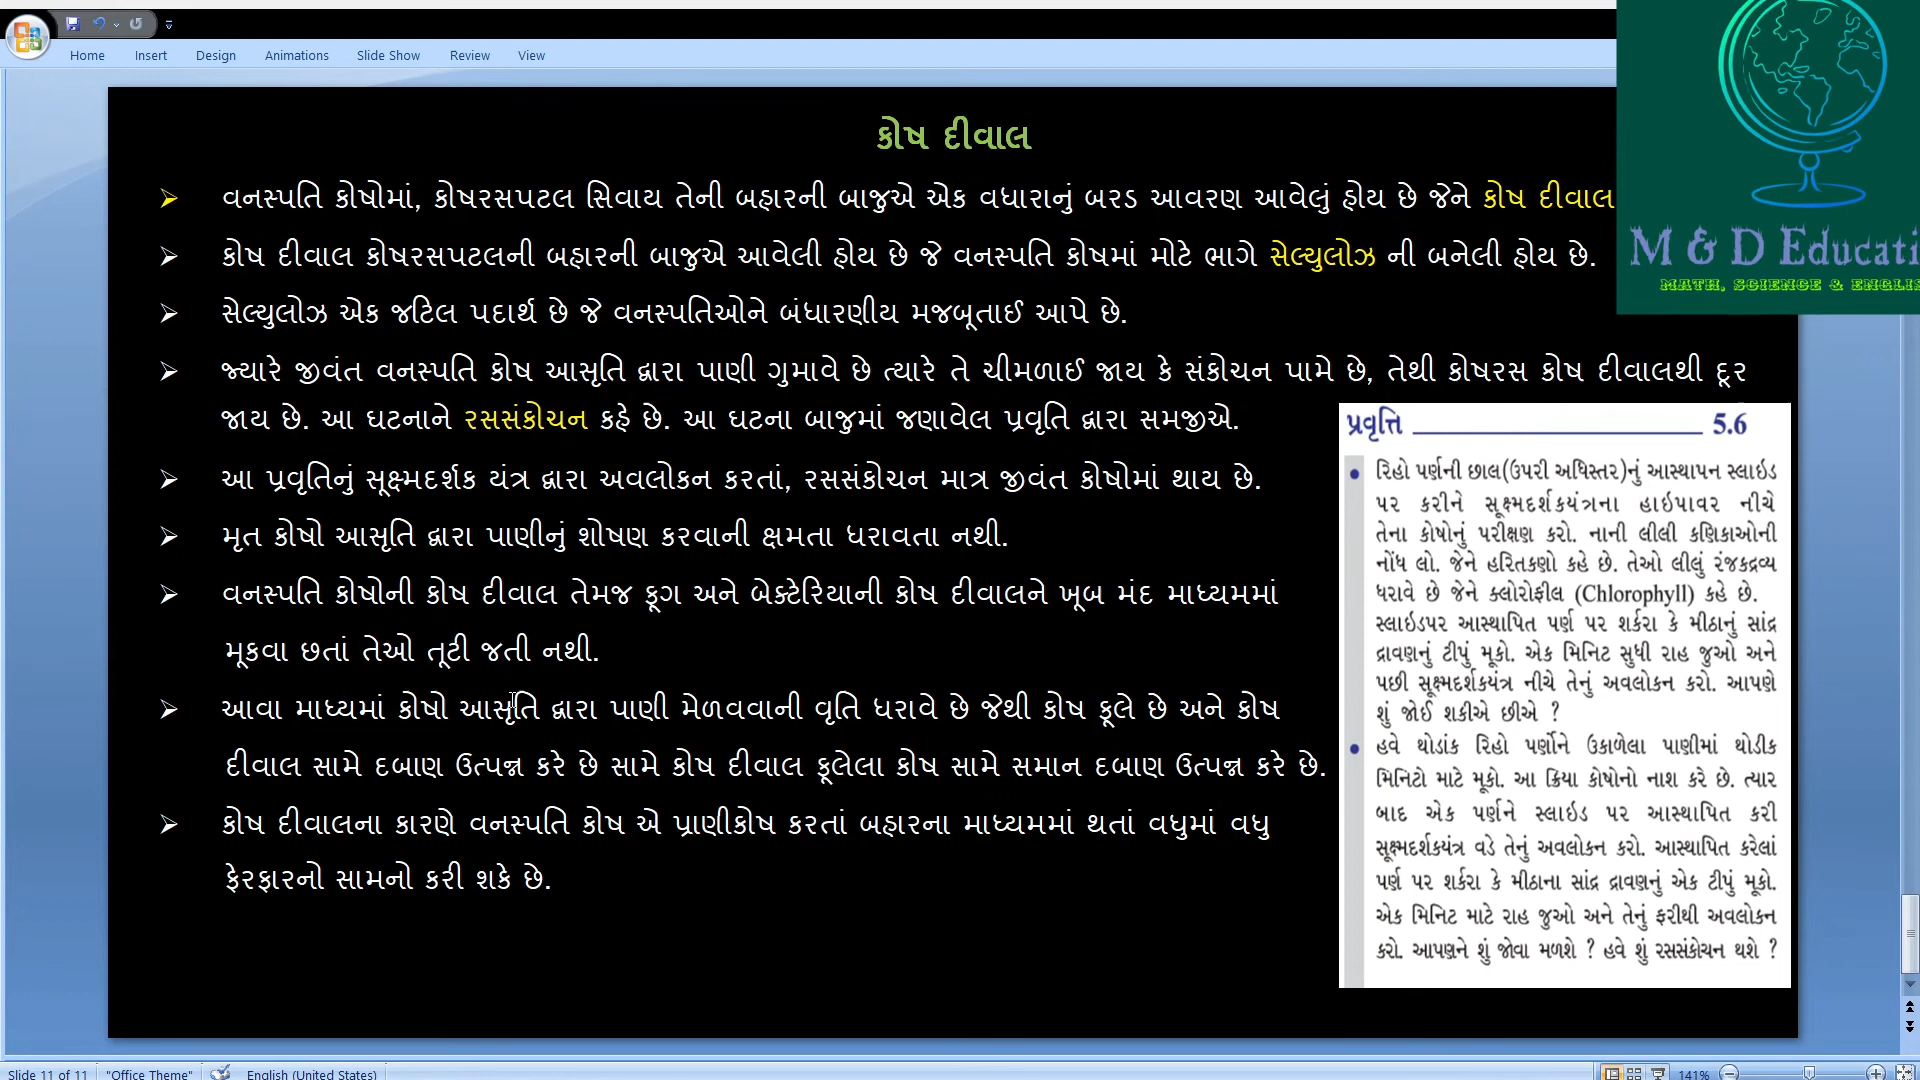 Home Insert Design Animations Slide Show Review View
કોષ દીવાલ
વનસ્પતિ કોષોમાં, કોષરસપટલ સિવાય તેની બહારની બાજુએ એક વધારાનું બરડ આવરણ આવેલું હોય છે જેને કોષ દીવાલ
કોષ દીવાલ કોષરસપટલની બહારની બાજુએ આવેલી હોય છે જે વનસ્પતિ કોષમાં મોટે ભાગે સેલ્યુલોઝ ની બનેલી હોય છે.
સેલ્યુલોઝ એક જટિલ પદાર્થ છે જે વનસ્પતિઓને બંધારણીય મજબૂતાઈ આપે છે.
જ્યારે જીવંત વનસ્પતિ કોષ આસૃતિ દ્વારા પાણી ગુમાવે છે ત્યારે તે ચીમળાઈ જાય કે સંકોચન પામે છે, તેથી કોષરસ કોષ દીવાલથી દૂર
જાય છે. આ ઘટનાને રસસંકોચન કહે છે. આ ઘટના બાજુમાં જણાવેલ પ્રવૃતિ દ્વારા સમજીએ.
આ પ્રવૃતિનું સૂક્ષ્મદર્શક યંત્ર દ્વારા અવલોકન કરતાં, રસસંકોચન માત્ર જીવંત કોષોમાં થાય છે.
મૃત કોષો આસૃતિ દ્વારા પાણીનું શોષણ કરવાની ક્ષમતા ધરાવતા નથી.
વનસ્પતિ કોષોની કોષ દીવાલ તેમજ ફૂગ અને બેક્ટેરિયાની કોષ દીવાલને ખૂબ મંદ માધ્યમમાં
મૂકવા છતાં તેઓ તૂટી જતી નથી.
આવા માધ્યમાં કોષો આસૃતિ દ્વારા પાણી મેળવવાની વૃતિ ધરાવે છે જેથી કોષ ફૂલે છે અને કોષ
દીવાલ સામે દબાણ ઉત્પન્ન કરે છે સામે કોષ દીવાલ ફૂલેલા કોષ સામે સમાન દબાણ ઉત્પન્ન કરે છે.
કોષ દીવાલના કારણે વનસ્પતિ કોષ એ પ્રાણીકોષ કરતાં બહારના માધ્યમમાં થતાં વધુમાં વધુ
ફેરફારનો સામનો કરી શકે છે.
પ્રવૃત્તિ 5.6
રિહો પર્ણની છાલ(ઉપરી અધિસ્તર)નું આસ્થાપન સ્લાઇડ
પર કરીને સૂક્ષ્મદર્શકયંત્રના હાઇપાવર નીચે
તેના કોષોનું પરીક્ષણ કરો. નાની લીલી કણિકાઓની
નોંધ લો. જેને હરિતકણો કહે છે. તેઓ લીલું રંજકદ્રવ્ય
ધરાવે છે જેને ક્લોરોફીલ (Chlorophyll) કહે છે.
સ્લાઇડપર આસ્થાપિત પર્ણ પર શર્કરા કે મીઠાનું સાંદ્ર
દ્રાવણનું ટીપું મૂકો. એક મિનિટ સુધી રાહ જુઓ અને
પછી સૂક્ષ્મદર્શકયંત્ર નીચે તેનું અવલોકન કરો. આપણે
શું જોઈ શકીએ છીએ ?
હવે થોડાંક રિહો પર્ણોને ઉકાળેલા પાણીમાં થોડીક
મિનિટો માટે મૂકો. આ ક્રિયા કોષોનો નાશ કરે છે. ત્યાર
બાદ એક પર્ણને સ્લાઇડ પર આસ્થાપિત કરી
સૂક્ષ્મદર્શકયંત્ર વડે તેનું અવલોકન કરો. આસ્થાપિત કરેલાં
પર્ણ પર શર્કરા કે મીઠાના સાંદ્ર દ્રાવણનું એક ટીપું મૂકો.
એક મિનિટ માટે રાહ જુઓ અને તેનું ફરીથી અવલોકન
કરો. આપણને શું જોવા મળશે ? હવે શું રસસંકોચન થશે ?
M & D Educati
MATH, SCIENCE & ENGLIS
Slide 11 of 11 "Office Theme" English (United States) 141%